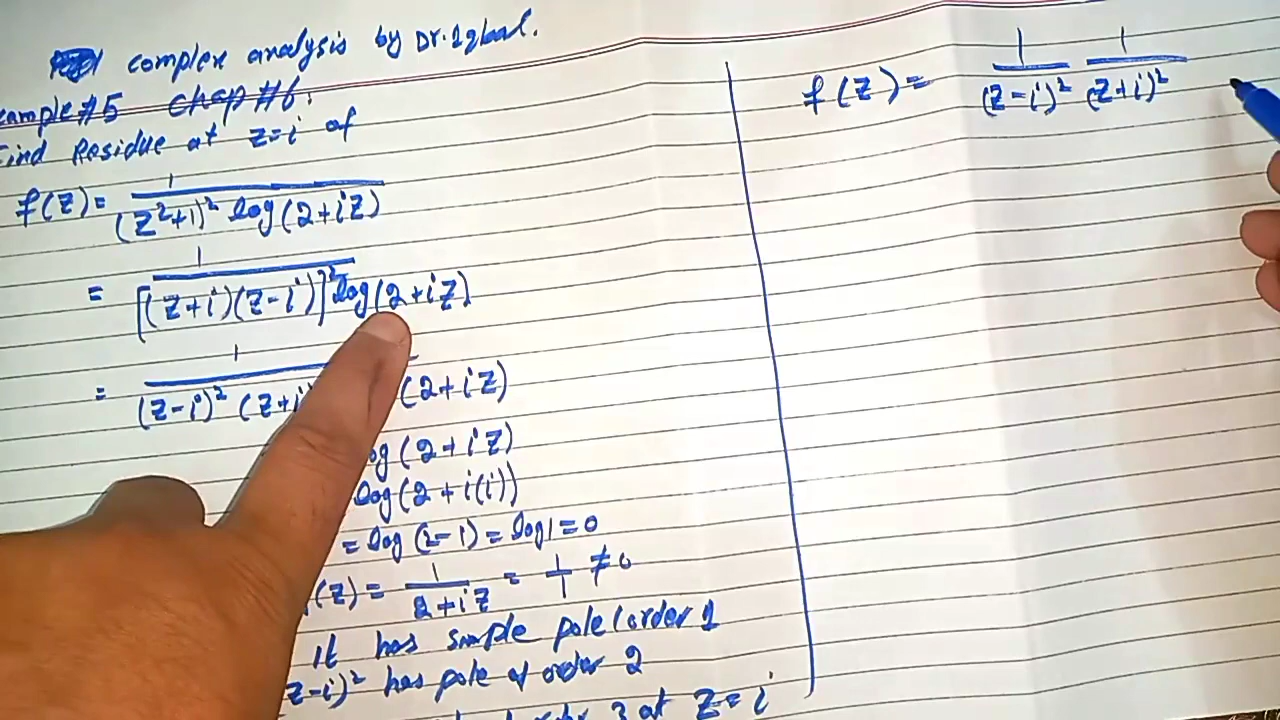 complex analysis by Dr. Iqbal.
Example #5 Chap #6:
Find Residue at z=i of
f(z)= 1/((z²+1)² log(2+iz))
= 1/([(z+i)(z-i)]² log(2+iz))
= 1/((z-i)² (z+i (2+iz)
log(2+iz)
log(2+i(i))
= log(2-1) = log1 = 0
(z) = 1/(2+iz) = 1/1 ≠ 0
It has simple pole (order 1
(z-i)² has pole of order 2
3 at z=i
f(z) = 1/(z-i)² 1/(z+i)²